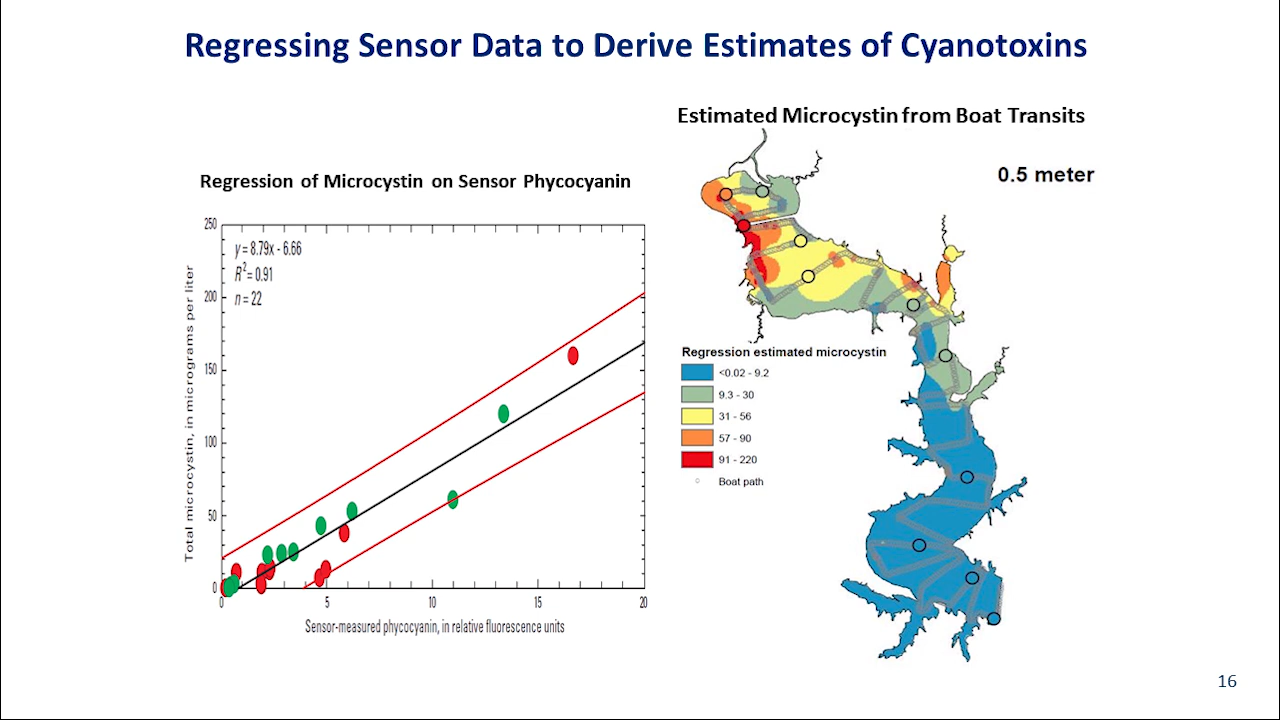 Regressing Sensor Data to Derive Estimates of Cyanotoxins
Estimated Microcystin from Boat Transits
0.5 meter
Regression of Microcystin on Sensor Phycocyanin
y = 8.79x - 6.66
R² = 0.91
n = 22
250
200
150
100
50
0
Total microcystin, in micrograms per liter
0 5 10 15 20
Sensor-measured phycocyanin, in relative fluorescence units
Regression estimated microcystin
<0.02 - 9.2
9.3 - 30
31 - 56
57 - 90
91 - 220
Boat path
16